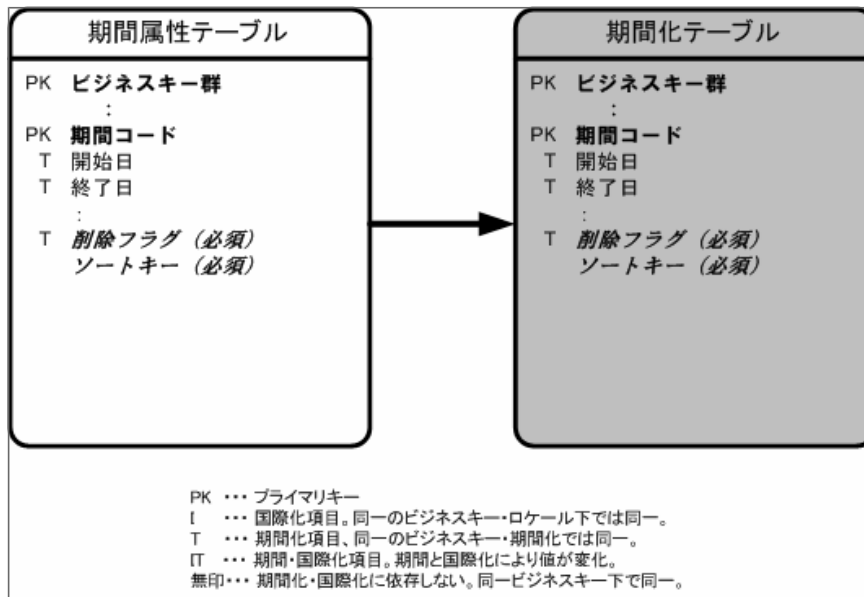 期間属性テーブル
PK ビジネスキー群
:
PK 期間コード
T 開始日
T 終了日
:
T 削除フラグ (必須)
ソートキー (必須)
期間化テーブル
PK ビジネスキー群
:
PK 期間コード
T 開始日
T 終了日
:
T 削除フラグ (必須)
ソートキー (必須)
PK ・・・ プライマリキー
I ・・・ 国際化項目。同一のビジネスキー・ロケール下では同一。
T ・・・ 期間化項目、同一のビジネスキー・期間化では同一。
IT ・・・ 期間・国際化項目。期間と国際化により値が変化。
無印・・・ 期間化・国際化に依存しない。同一ビジネスキー下で同一。